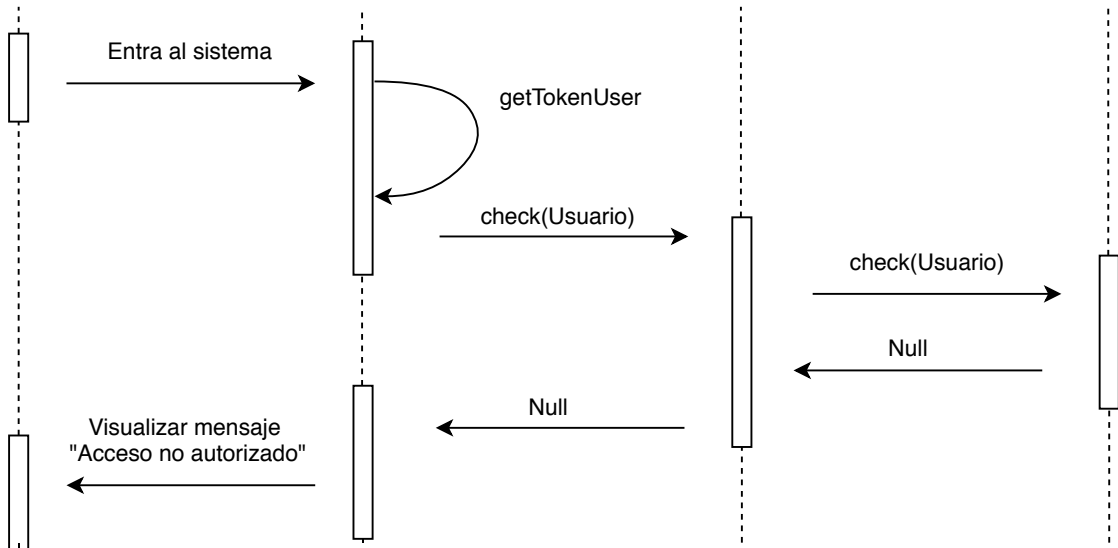 Entra al sistema
getTokenUser
check(Usuario)
check(Usuario)
Null
Null
Visualizar mensaje
"Acceso no autorizado"